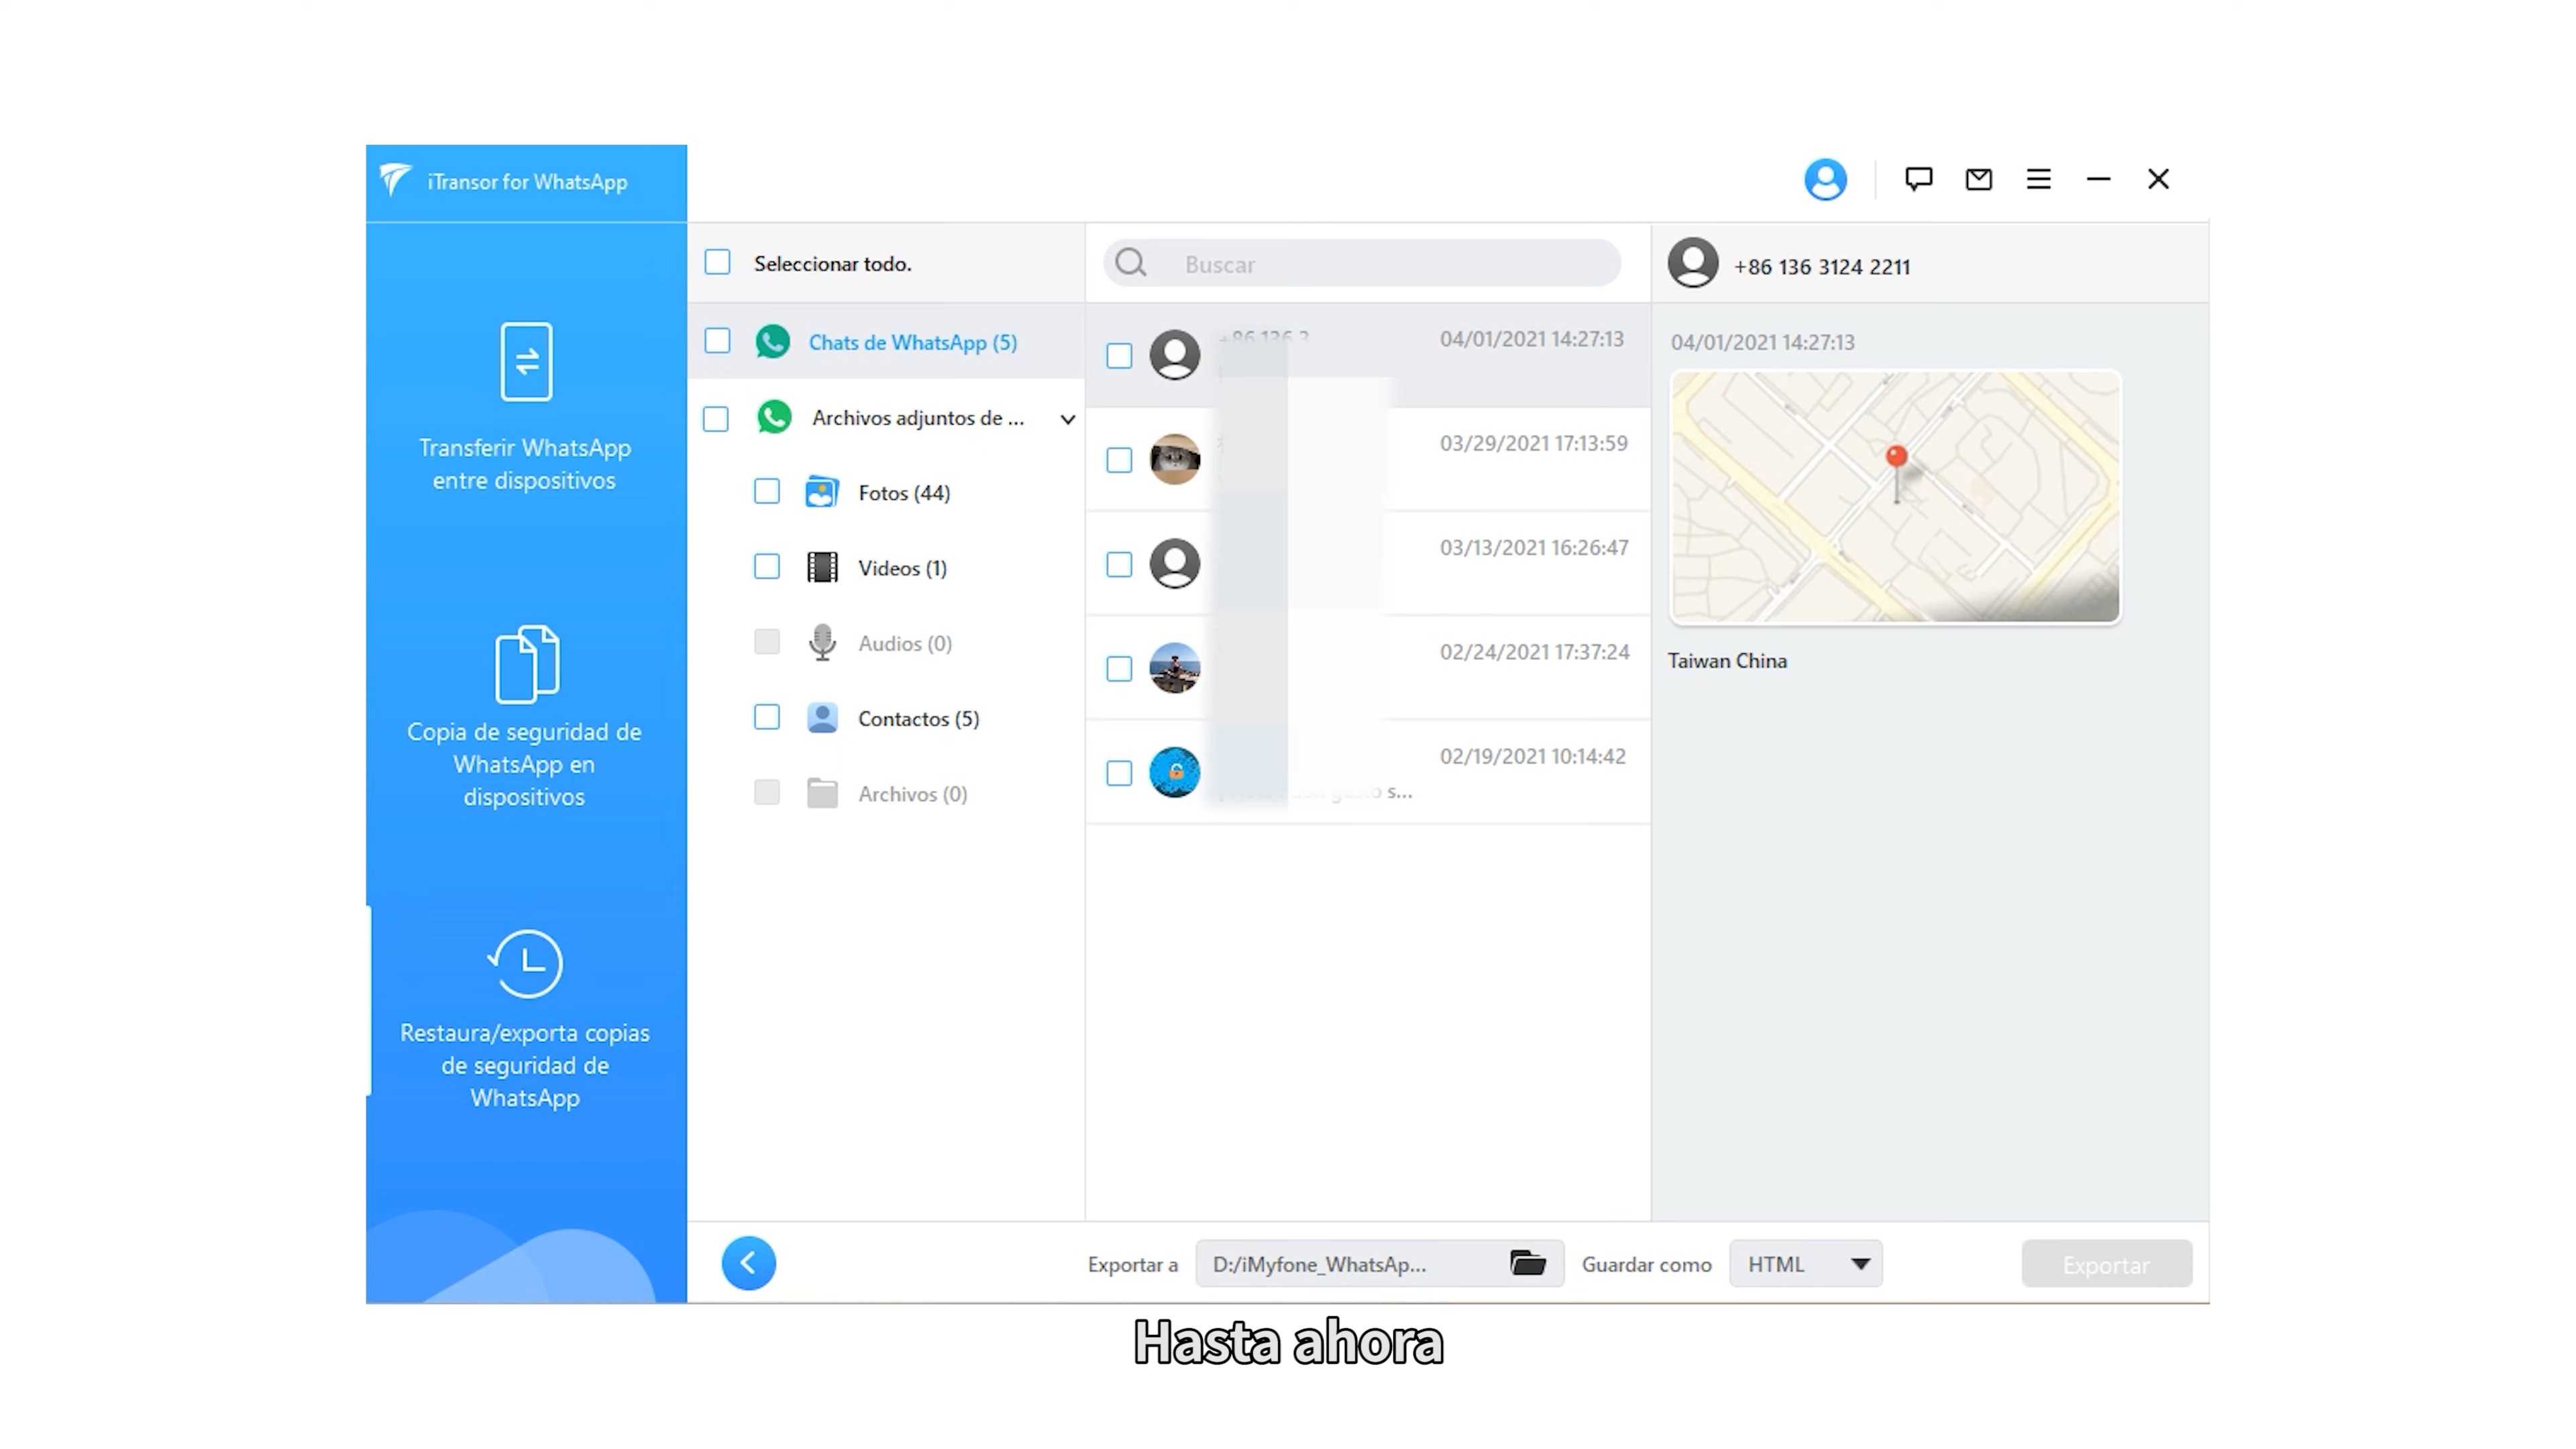 iTransor for WhatsApp
Transferir WhatsApp
entre dispositivos
Copia de seguridad de
WhatsApp en
dispositivos
Restaura/exporta copias
de seguridad de
WhatsApp
Seleccionar todo.
Chats de WhatsApp (5)
Archivos adjuntos de ...
Fotos (44)
Videos (1)
Audios (0)
Contactos (5)
Archivos (0)
Buscar
+86 136 3
04/01/2021 14:27:13
03/29/2021 17:13:59
03/13/2021 16:26:47
02/24/2021 17:37:24
02/19/2021 10:14:42
s...
+86 136 3124 2211
04/01/2021 14:27:13
Taiwan China
Exportar a
D:/iMyfone_WhatsAp...
Guardar como
HTML
Exportar
Hasta ahora